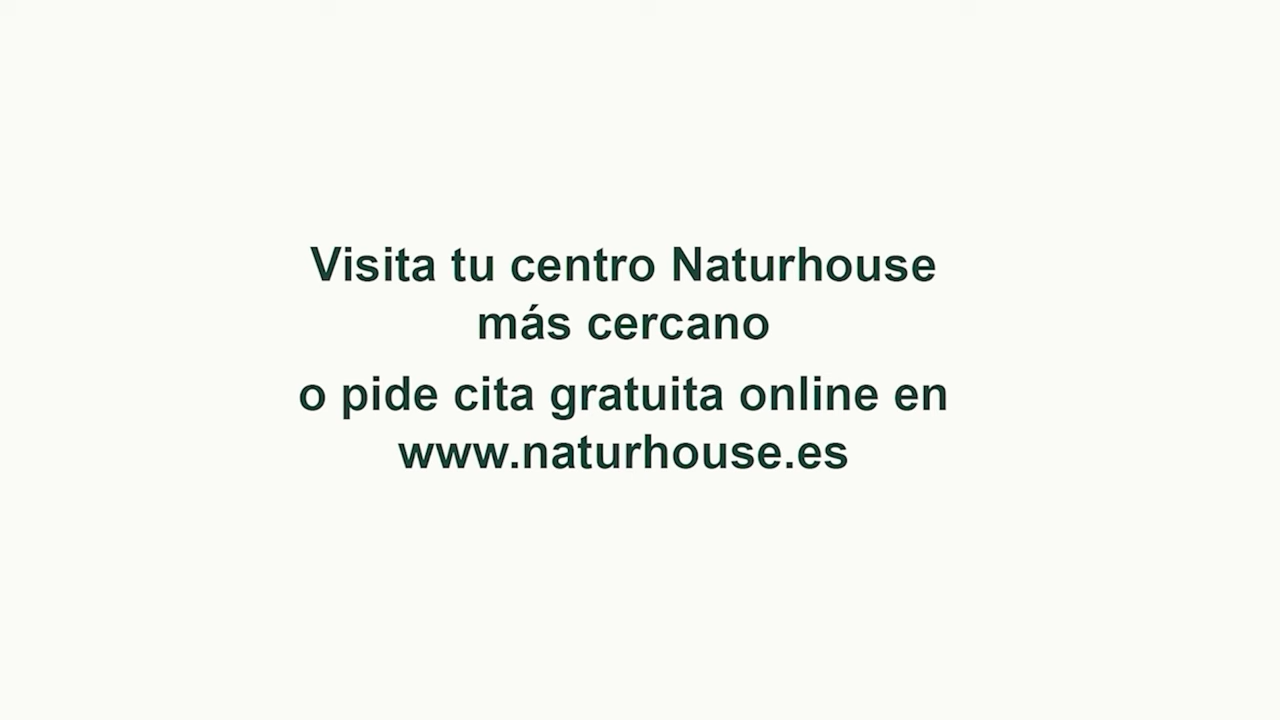 Visita tu centro Naturhouse
más cercano
o pide cita gratuita online en
www.naturhouse.es